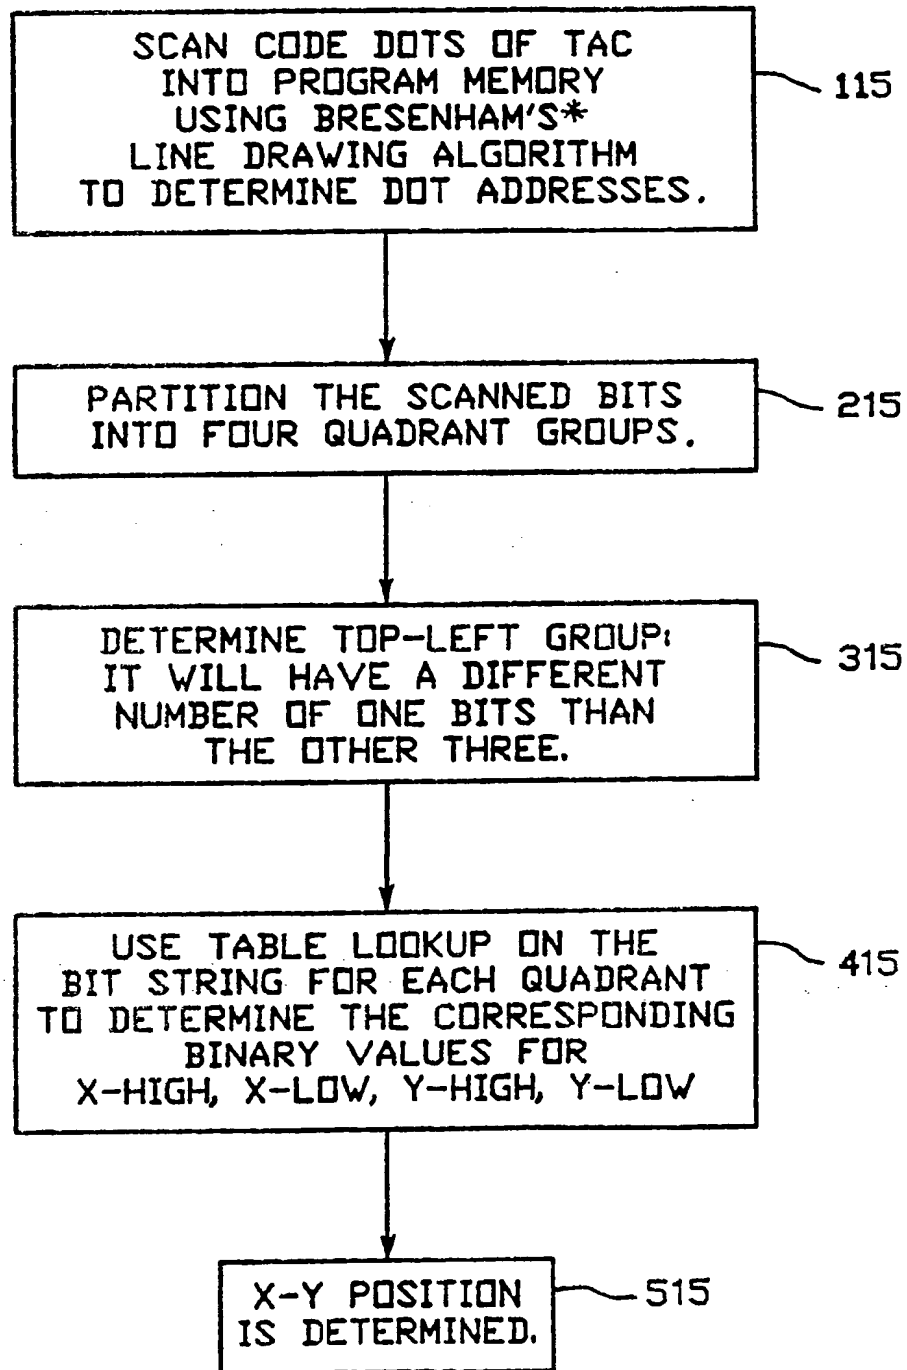 SCAN CODE DOTS OF TAC
INTO PROGRAM MEMORY
USING BRESENHAM'S*
LINE DRAWING ALGORITHM
TO DETERMINE DOT ADDRESSES.
115
PARTITION THE SCANNED BITS
INTO FOUR QUADRANT GROUPS.
215
DETERMINE TOP-LEFT GROUP:
IT WILL HAVE A DIFFERENT
NUMBER OF ONE BITS THAN
THE OTHER THREE.
315
USE TABLE LOOKUP ON THE
BIT STRING FOR EACH QUADRANT
TO DETERMINE THE CORRESPONDING
BINARY VALUES FOR
X-HIGH, X-LOW, Y-HIGH, Y-LOW
415
X-Y POSITION
IS DETERMINED.
515